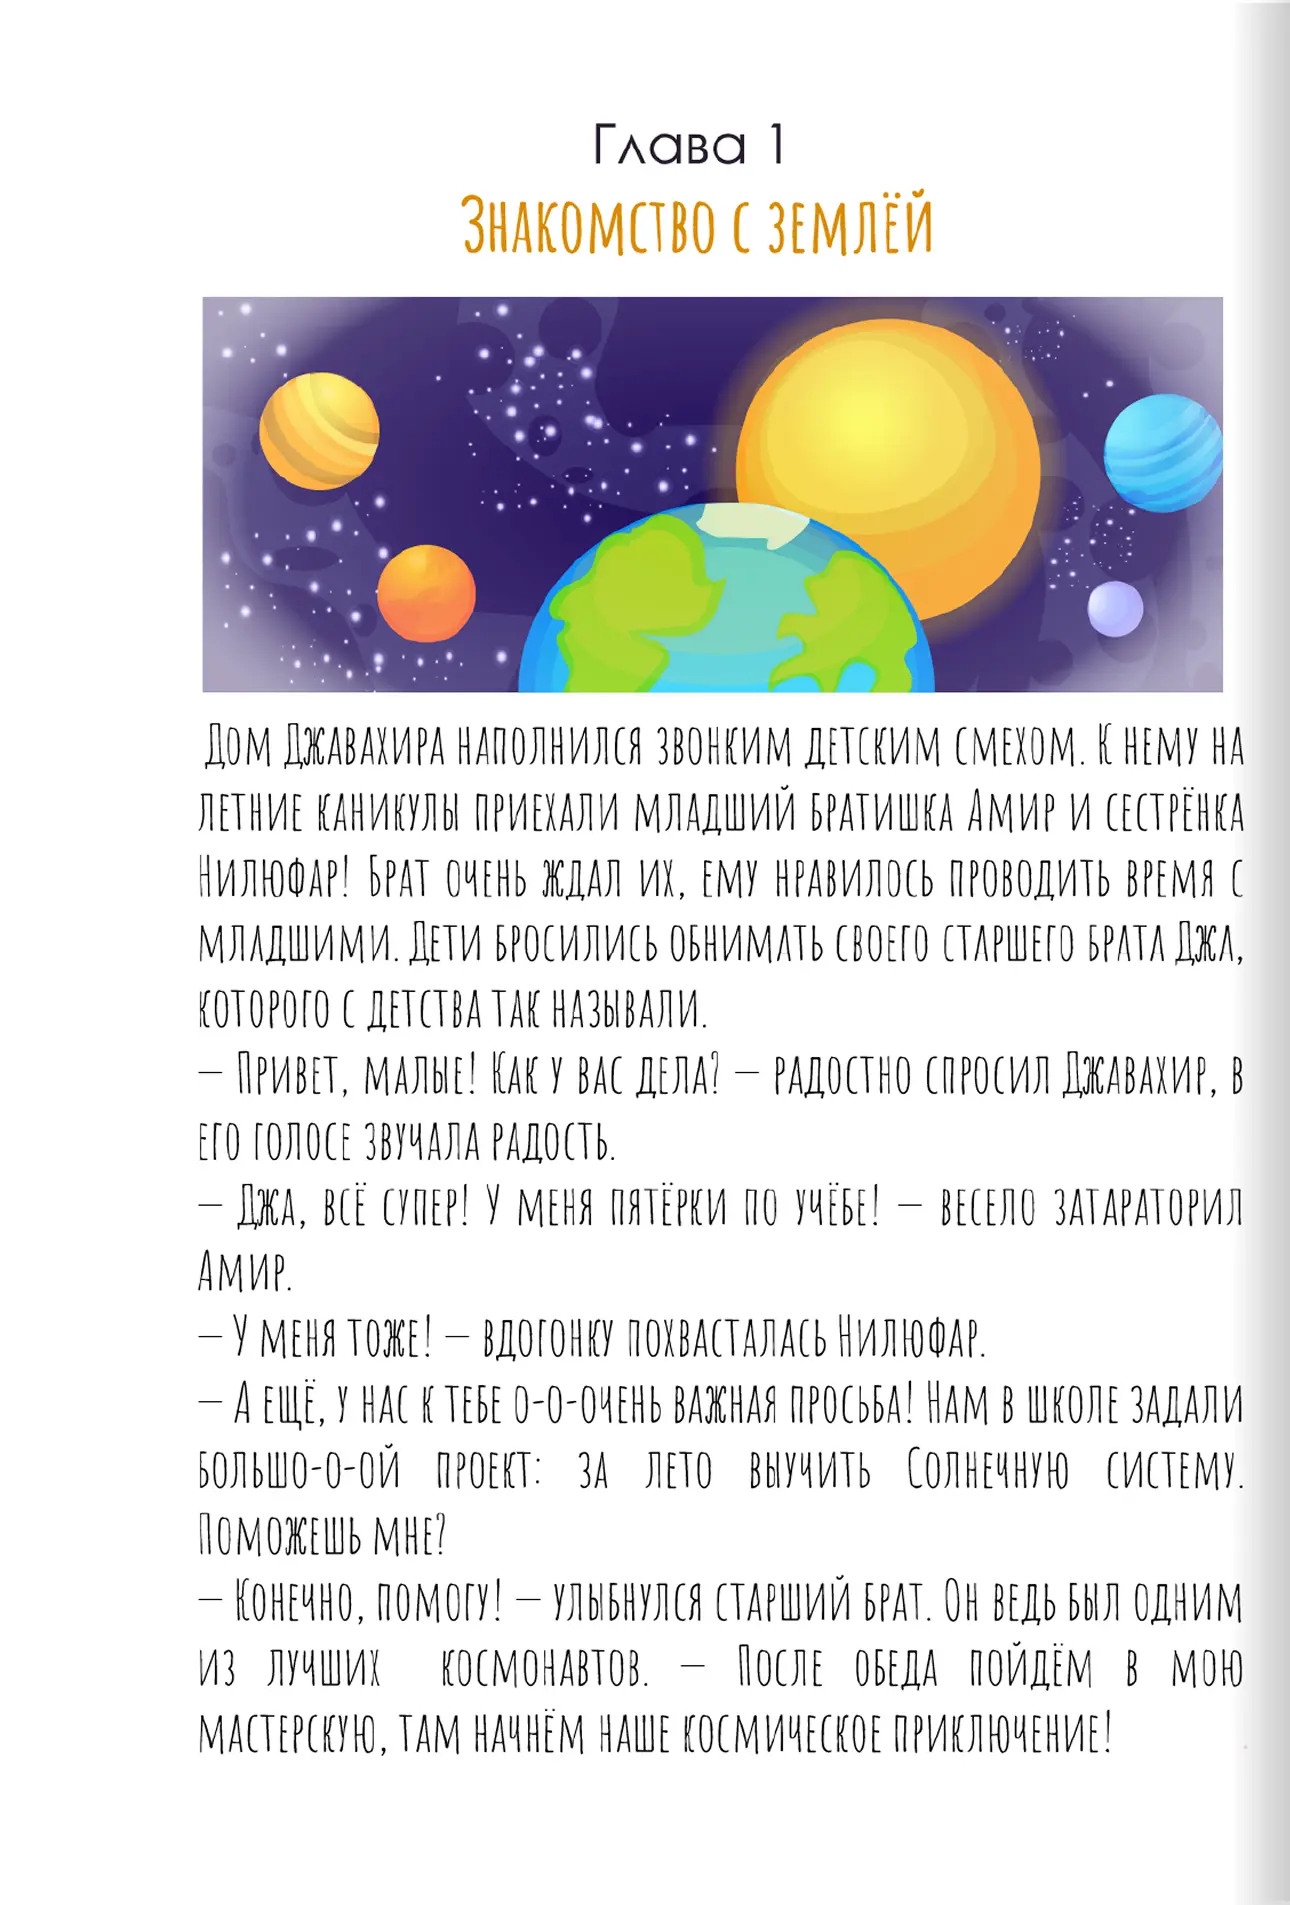 Глава 1
Знакомство с землёй
Дом Джавахира наполнился звонким детским смехом. К нему на
летние каникулы приехали младший братишка Амир и сестрёнка
Нилюфар! Брат очень ждал их, ему нравилось проводить время с
младшими. Дети бросились обнимать своего старшего брата Джа,
которого с детства так называли.
— Привет, малые! Как у вас дела? — радостно спросил Джавахир, в
его голосе звучала радость.
— Джа, всё супер! У меня пятёрки по учёбе! — весело затараторил
Амир.
— У меня тоже! — вдогонку похвасталась Нилюфар.
— А ещё, у нас к тебе о-о-очень важная просьба! Нам в школе задали
большо-о-ой проект: за лето выучить Солнечную систему.
Поможешь мне?
— Конечно, помогу! — улыбнулся старший брат. Он ведь был одним
из лучших космонавтов. — После обеда пойдём в мою
мастерскую, там начнём наше космическое приключение!